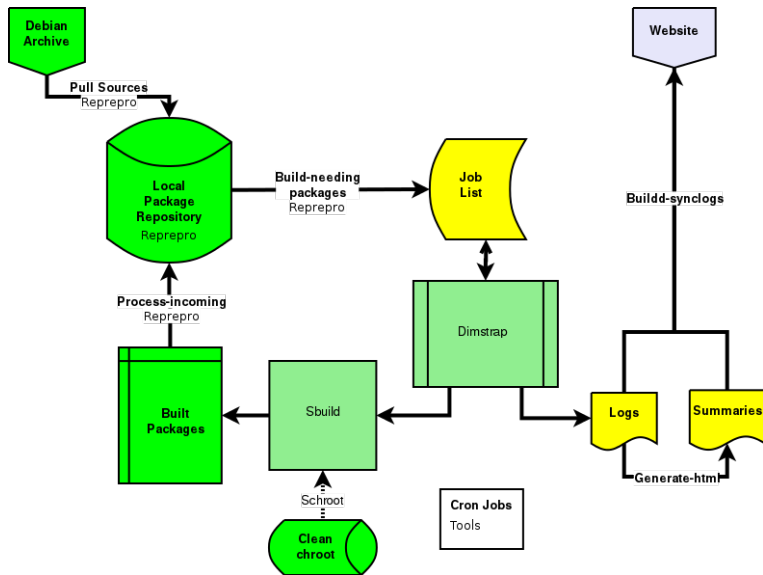 Debian
Archive
Website
Pull Sources
Reprepro
Local
Package
Repository
Reprepro
Build-needing
packages
Reprepro
Job
List
Buildd-synclogs
Process-incoming
Reprepro
Dimstrap
Built
Packages
Sbuild
Logs
Summaries
Generate-html
Schroot
Clean
chroot
Cron Jobs
Tools